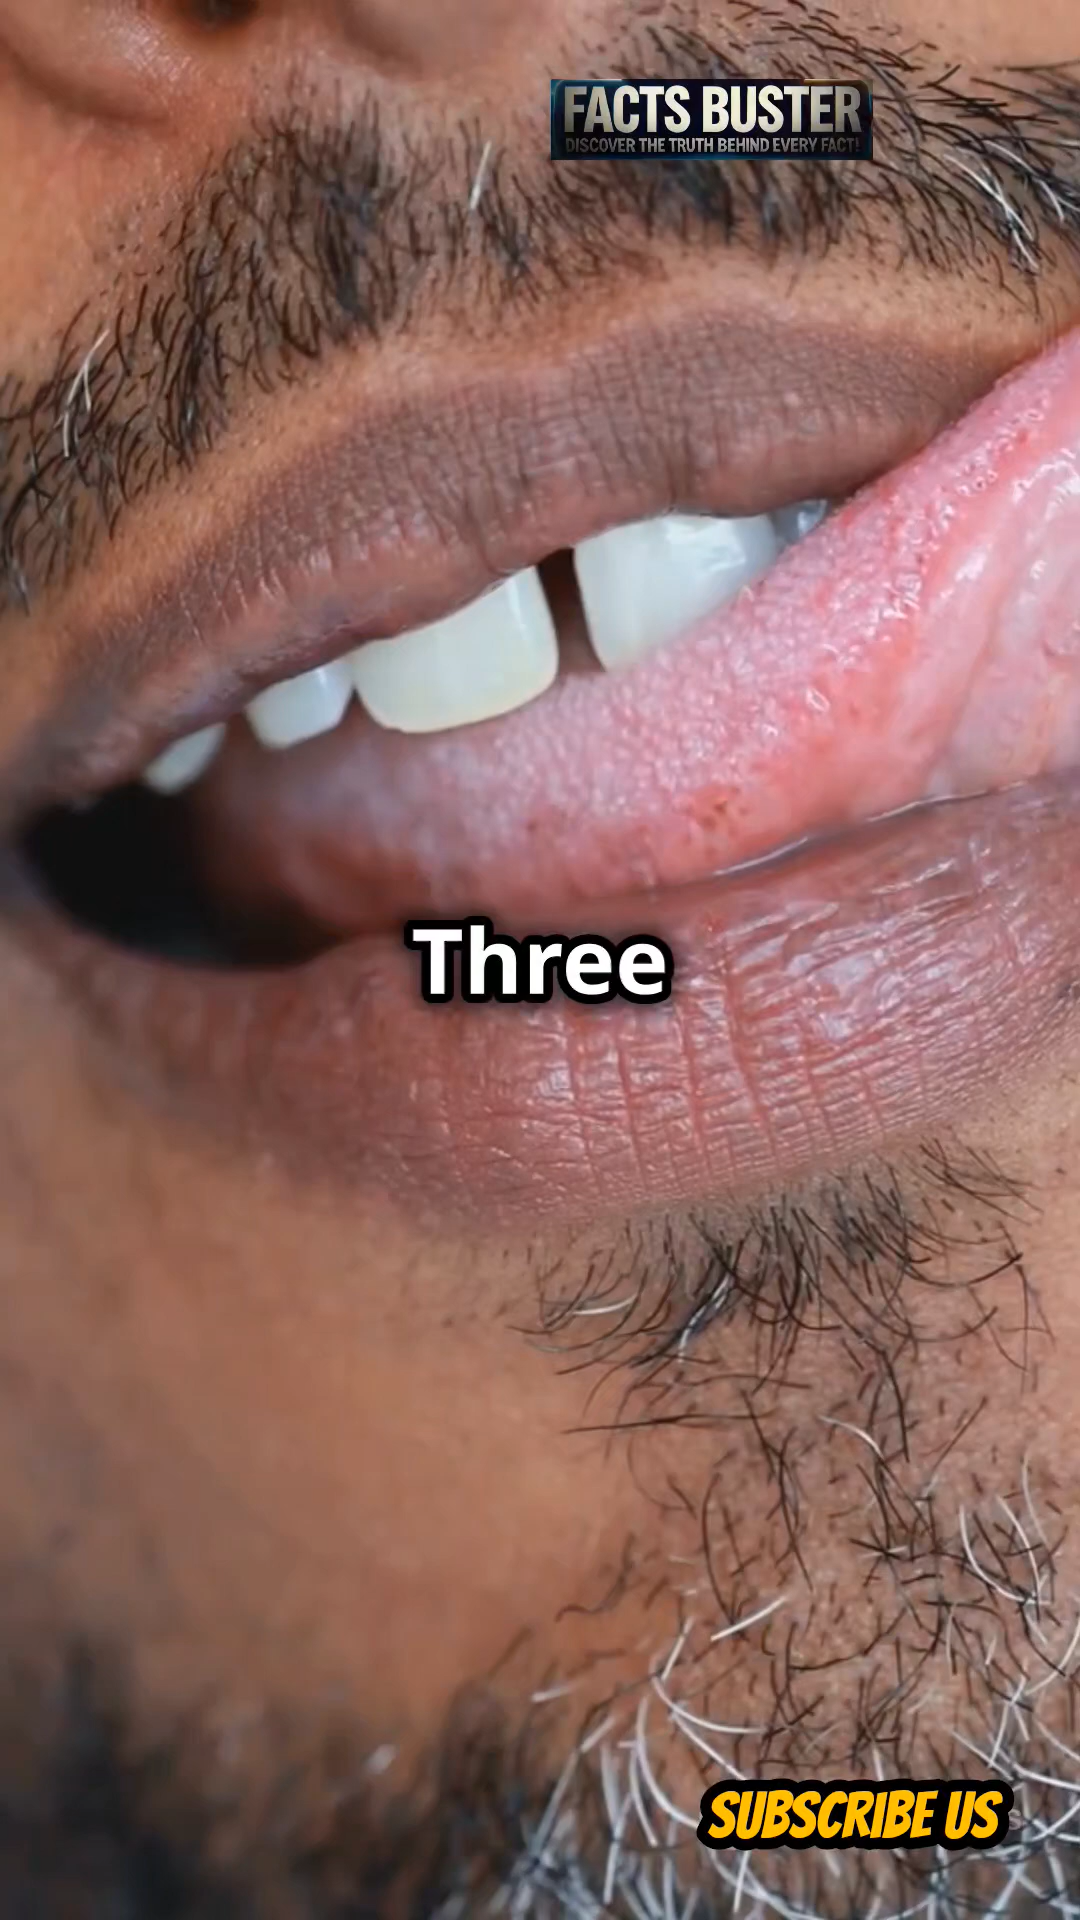 FACTS BUSTER
DISCOVER THE TRUTH BEHIND EVERY FACT!
Three
SUBSCRIBE US